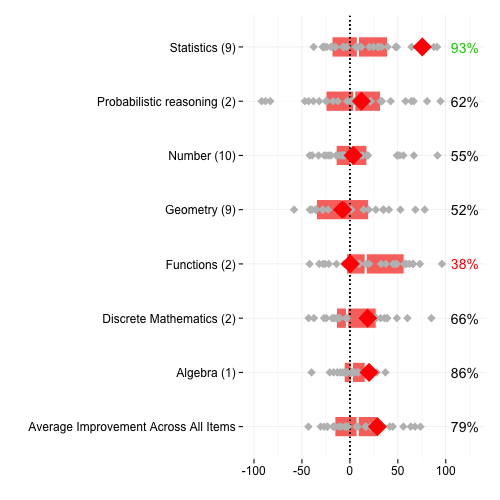 Statistics (9) 93%
Probabilistic reasoning (2) 62%
Number (10) 55%
Geometry (9) 52%
Functions (2) 38%
Discrete Mathematics (2) 66%
Algebra (1) 86%
Average Improvement Across All Items 79%
-100 -50 0 50 100